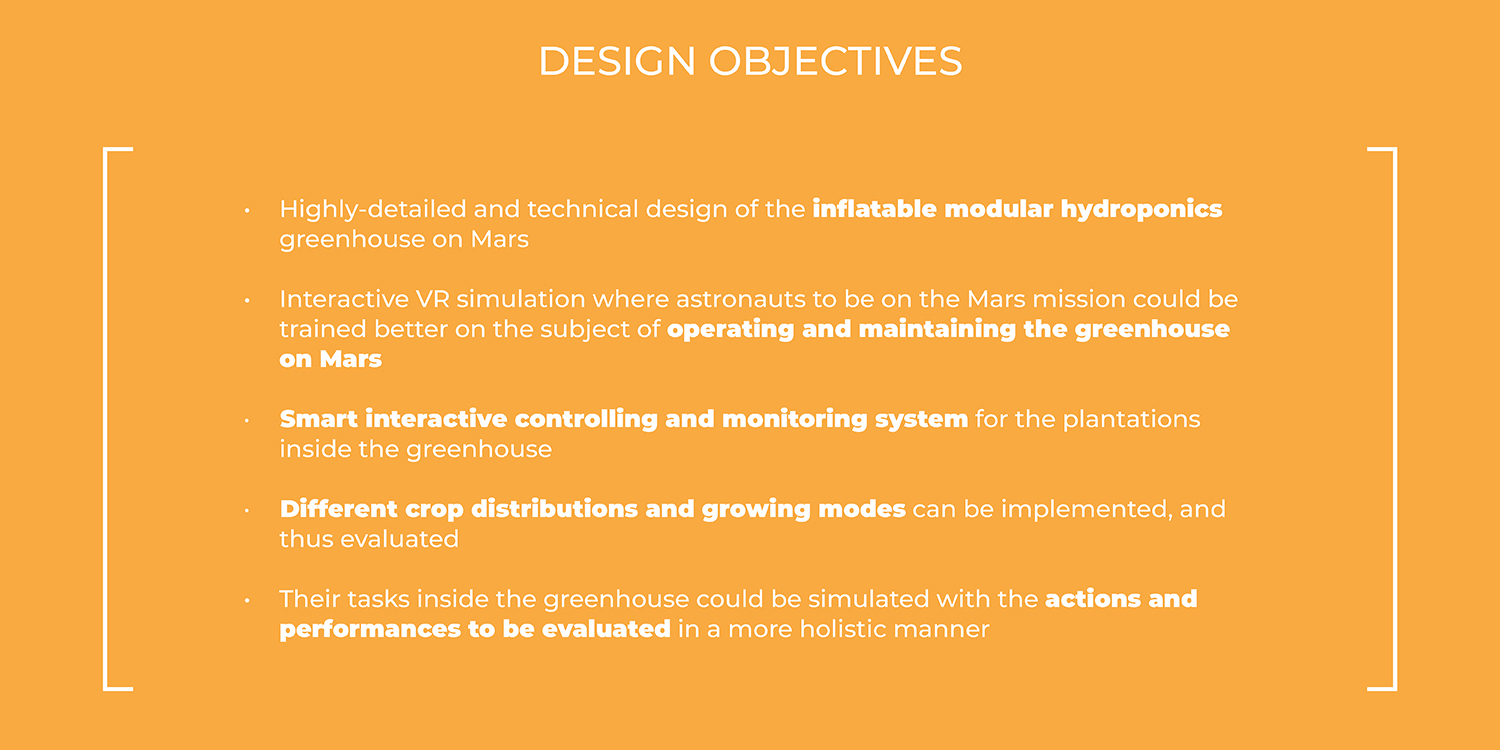 DESIGN OBJECTIVES
• Highly-detailed and technical design of the inflatable modular hydroponics
greenhouse on Mars
• Interactive VR simulation where astronauts to be on the Mars mission could be
trained better on the subject of operating and maintaining the greenhouse
on Mars
• Smart interactive controlling and monitoring system for the plantations
inside the greenhouse
• Different crop distributions and growing modes can be implemented, and
thus evaluated
• Their tasks inside the greenhouse could be simulated with the actions and
performances to be evaluated in a more holistic manner